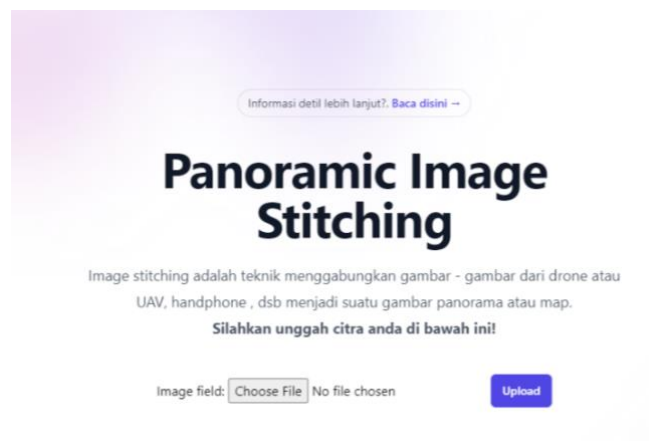 Informasi detil lebih lanjut?. Baca disini →
Panoramic Image
Stitching
Image stitching adalah teknik menggabungkan gambar - gambar dari drone atau
UAV, handphone , dsb menjadi suatu gambar panorama atau map.
Silahkan unggah citra anda di bawah ini!
Image field: Choose File No file chosen Upload